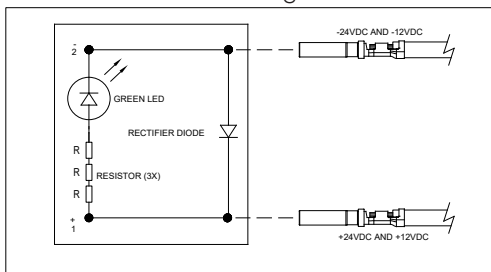 -24VDC AND -12VDC
-
2
GREEN LED
RECTIFIER DIODE
R
R
RESISTOR (3X)
R
+
1
+24VDC AND +12VDC